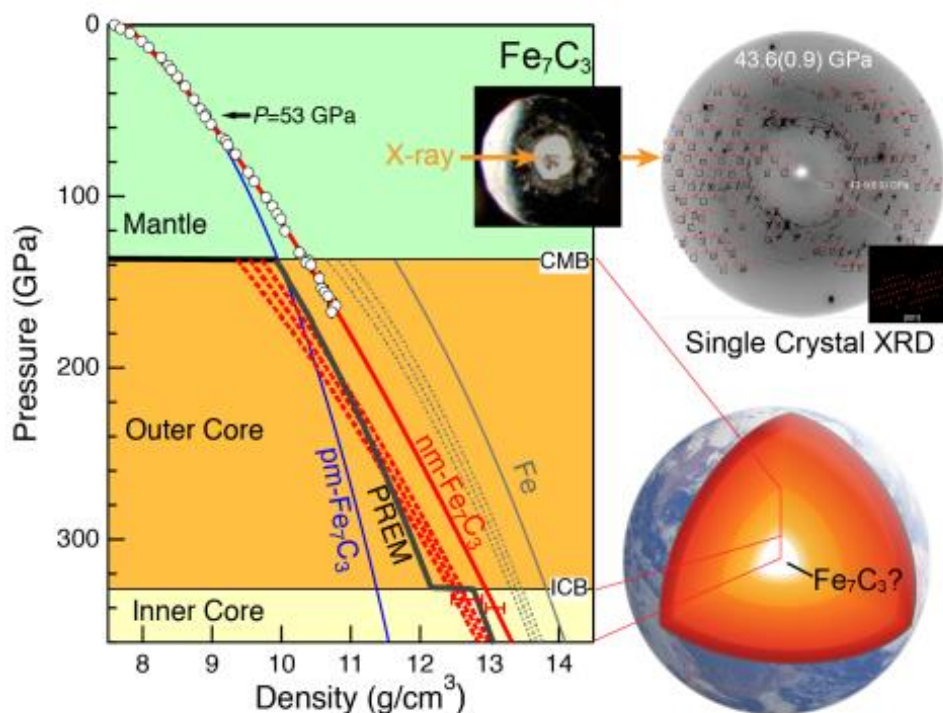 0
100
200
300
Pressure (GPa)
8
9
10
11
12
13
14
Density (g/cm³)
Fe₇C₃
P=53 GPa
Mantle
CMB
Outer Core
pm-Fe₇C₃
PREM
nm-Fe₇C₃
Fe
ICB
Inner Core
X-ray
43.6(0.9) GPa
Single Crystal XRD
Fe₇C₃?